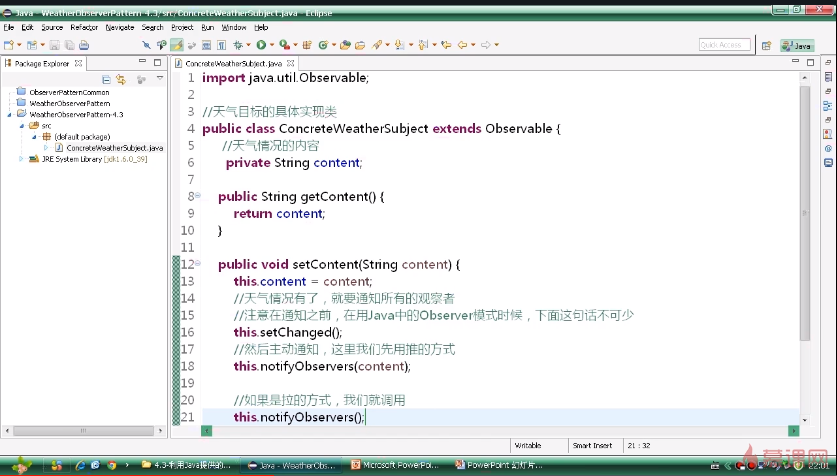 Java - WeatherObserverPattern-4.3/src/ConcreteWeatherSubject.java - Eclipse
File Edit Source Refactor Navigate Search Project Run Window Help
Quick Access
Java
Package Explorer
ConcreteWeatherSubject.java
ObserverPatternCommon
WeatherObserverPattern
WeatherObserverPattern-4.3
src
(default package)
ConcreteWeatherSubject.java
JRE System Library [jdk1.6.0_39]
1 import java.util.Observable;
2
3 //天气目标的具体实现类
4 public class ConcreteWeatherSubject extends Observable {
5 //天气情况的内容
6 private String content;
7
8 public String getContent() {
9 return content;
10 }
11
12 public void setContent(String content) {
13 this.content = content;
14 //天气情况有了，就要通知所有的观察者
15 //注意在通知之前，在用Java中的Observer模式时候，下面这句话不可少
16 this.setChanged();
17 //然后主动通知，这里我们先用推的方式
18 this.notifyObservers(content);
19
20 //如果是拉的方式，我们就调用
21 this.notifyObservers();
Writable Smart Insert 21 : 32
4.3-利用Java提供的... Java - WeatherObs... Microsoft PowerPoi... PowerPoint 幻灯片... 22:01
慕课网